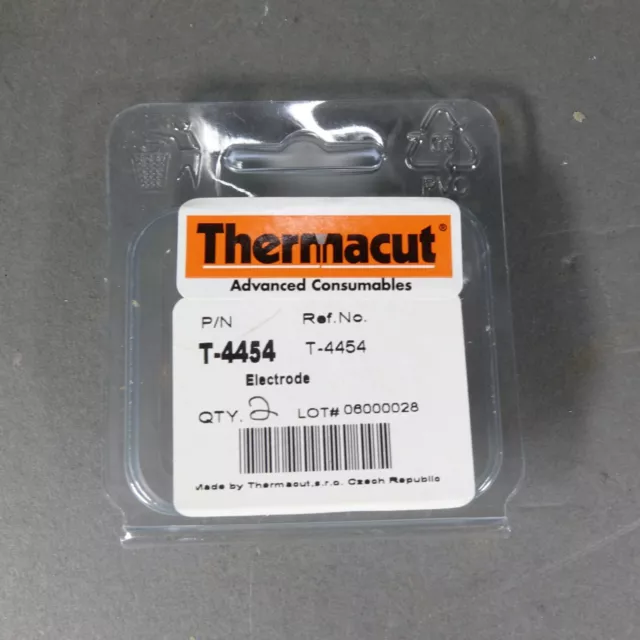 PVC
Thermacut®
Advanced Consumables
P/N Ref.No.
T-4454 T-4454
Electrode
QTY. 2 LOT# 06000028
Made by Thermacut,s.r.o. Czech Republic